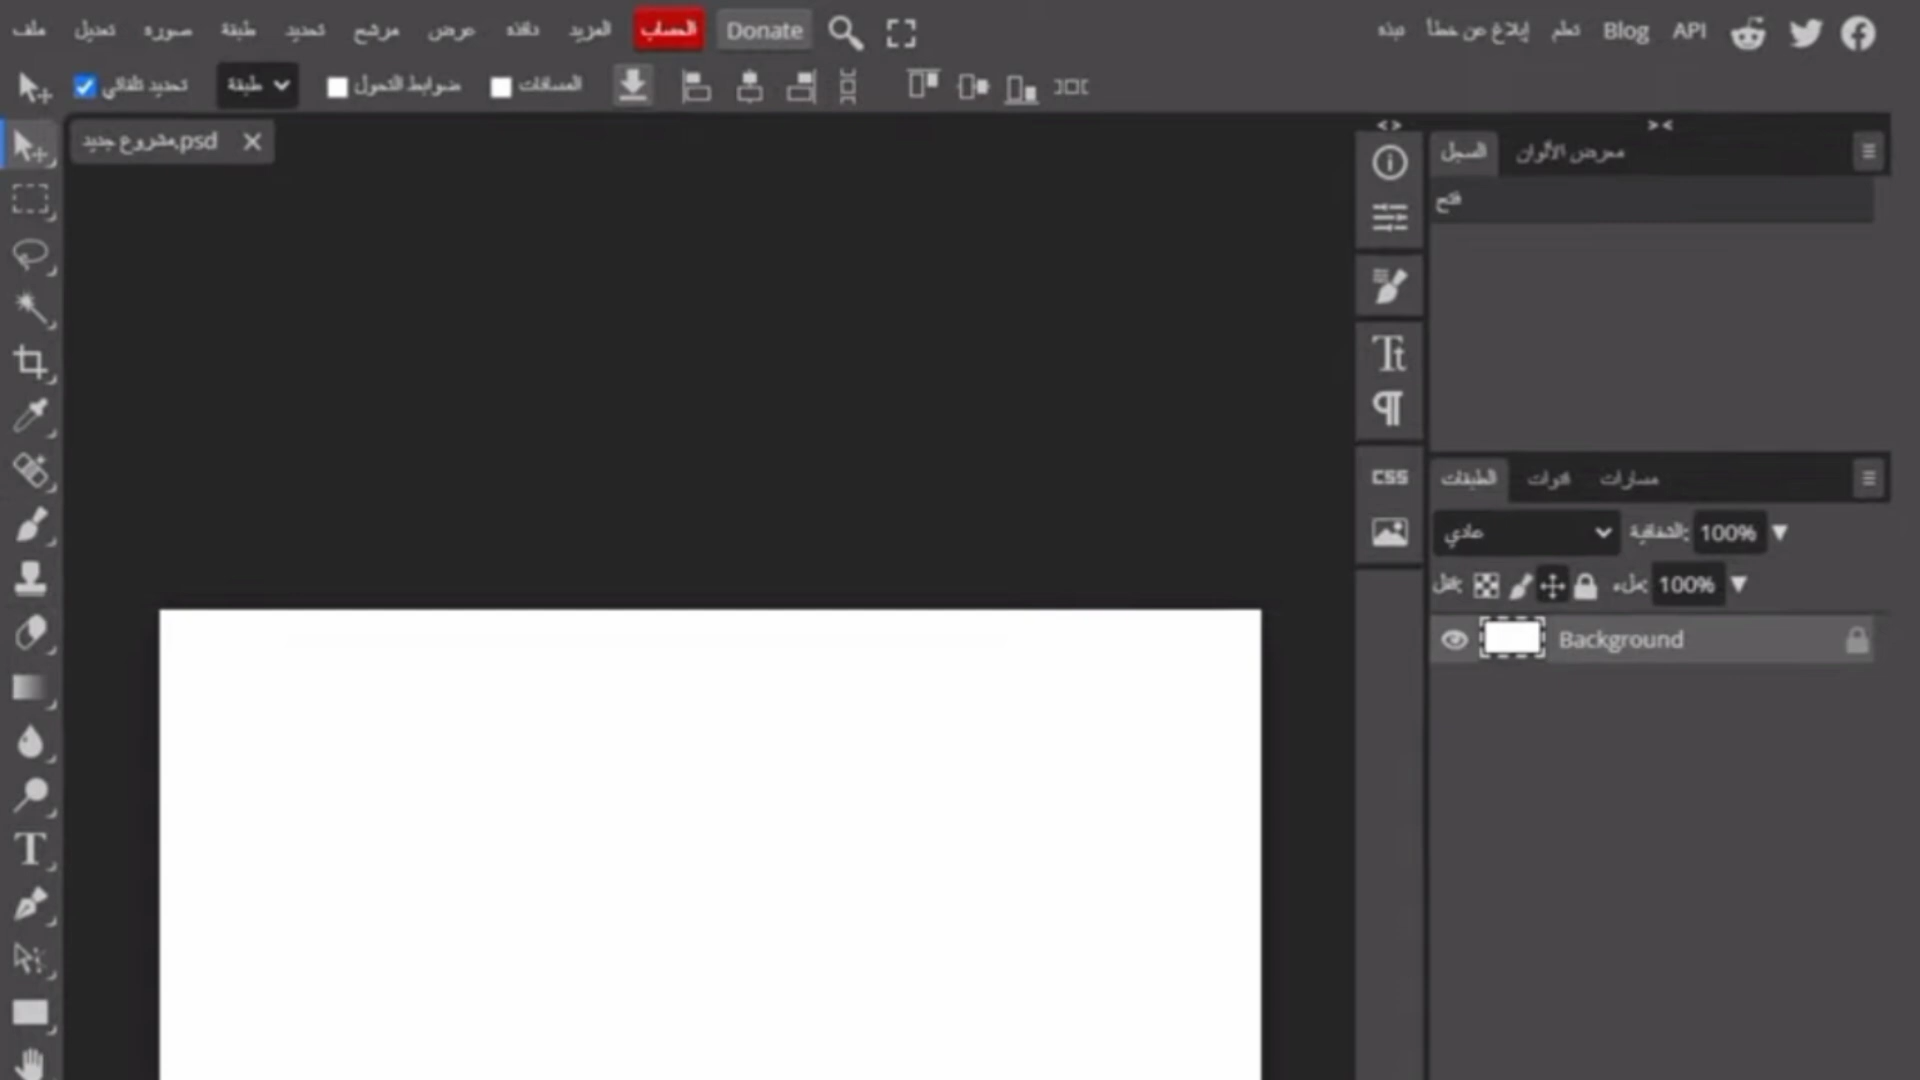 ملف تعديل صورة طبقة تحديد مرشح عرض نافذة المزيد الحساب Donate
نبذة إبلاغ عن خطأ تعلم Blog API
تحديد تلقائي طبقة ضوابط التحول المسافات
مشروع جديد.psd
السجل معرض الألوان
فتح
Tt
¶
CSS
الطبقات قنوات مسارات
عادي الشفافية: 100%
قفل: ملء: 100%
Background